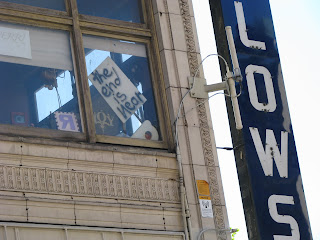 the
end
is
near
LOWS